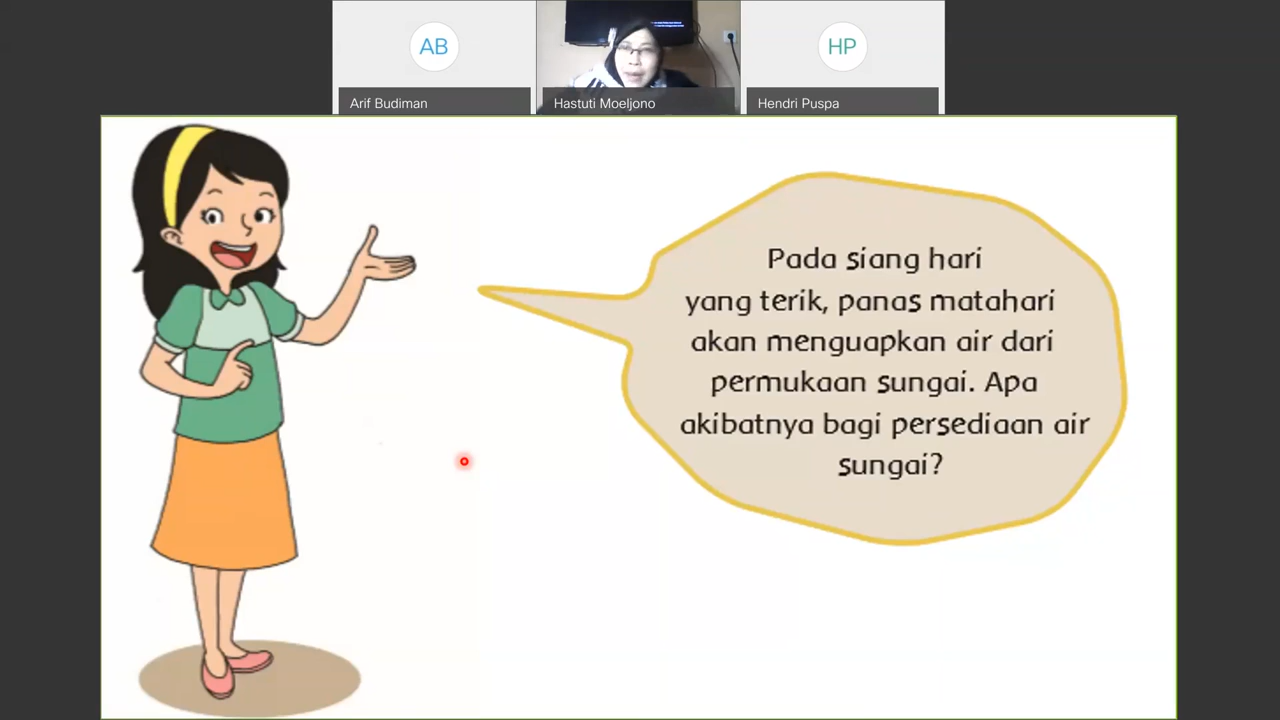 AB
HP
Arif Budiman
Hastuti Moeljono
Hendri Puspa
Pada siang hari
yang terik, panas matahari
akan menguapkan air dari
permukaan sungai. Apa
akibatnya bagi persediaan air
sungai?